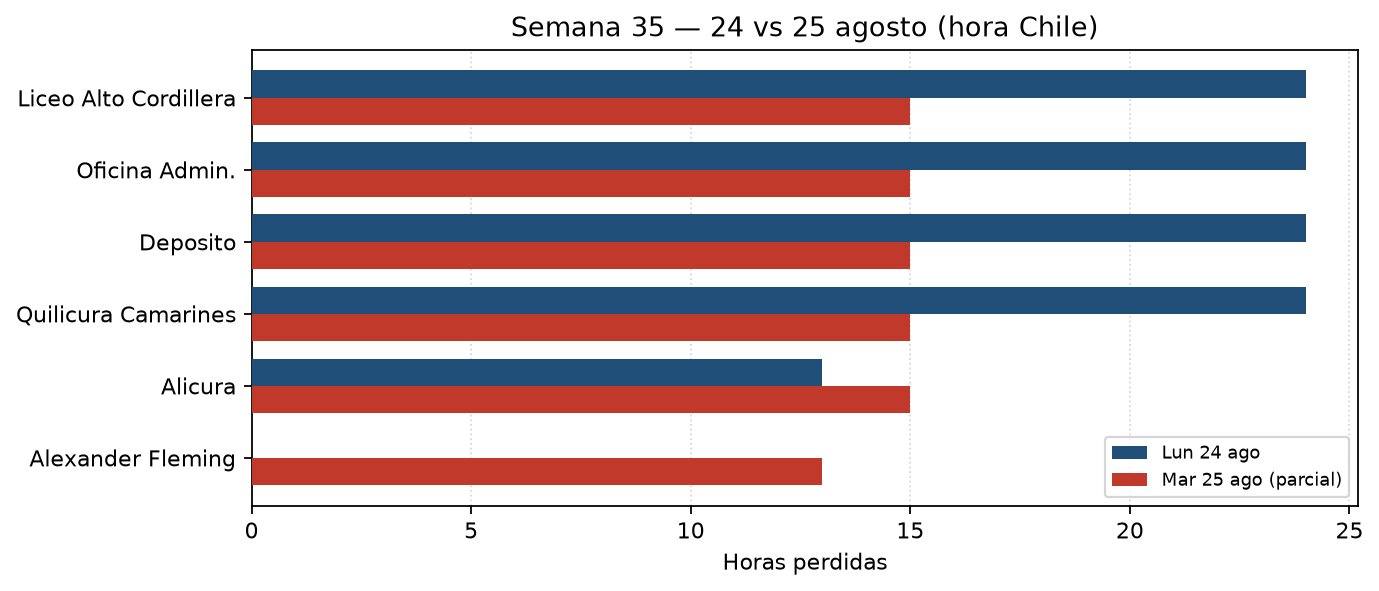 Semana 35 — 24 vs 25 agosto (hora Chile)
Liceo Alto Cordillera
Oficina Admin.
Deposito
Quilicura Camarines
Alicura
Alexander Fleming
Lun 24 ago
Mar 25 ago (parcial)
0 5 10 15 20 25
Horas perdidas